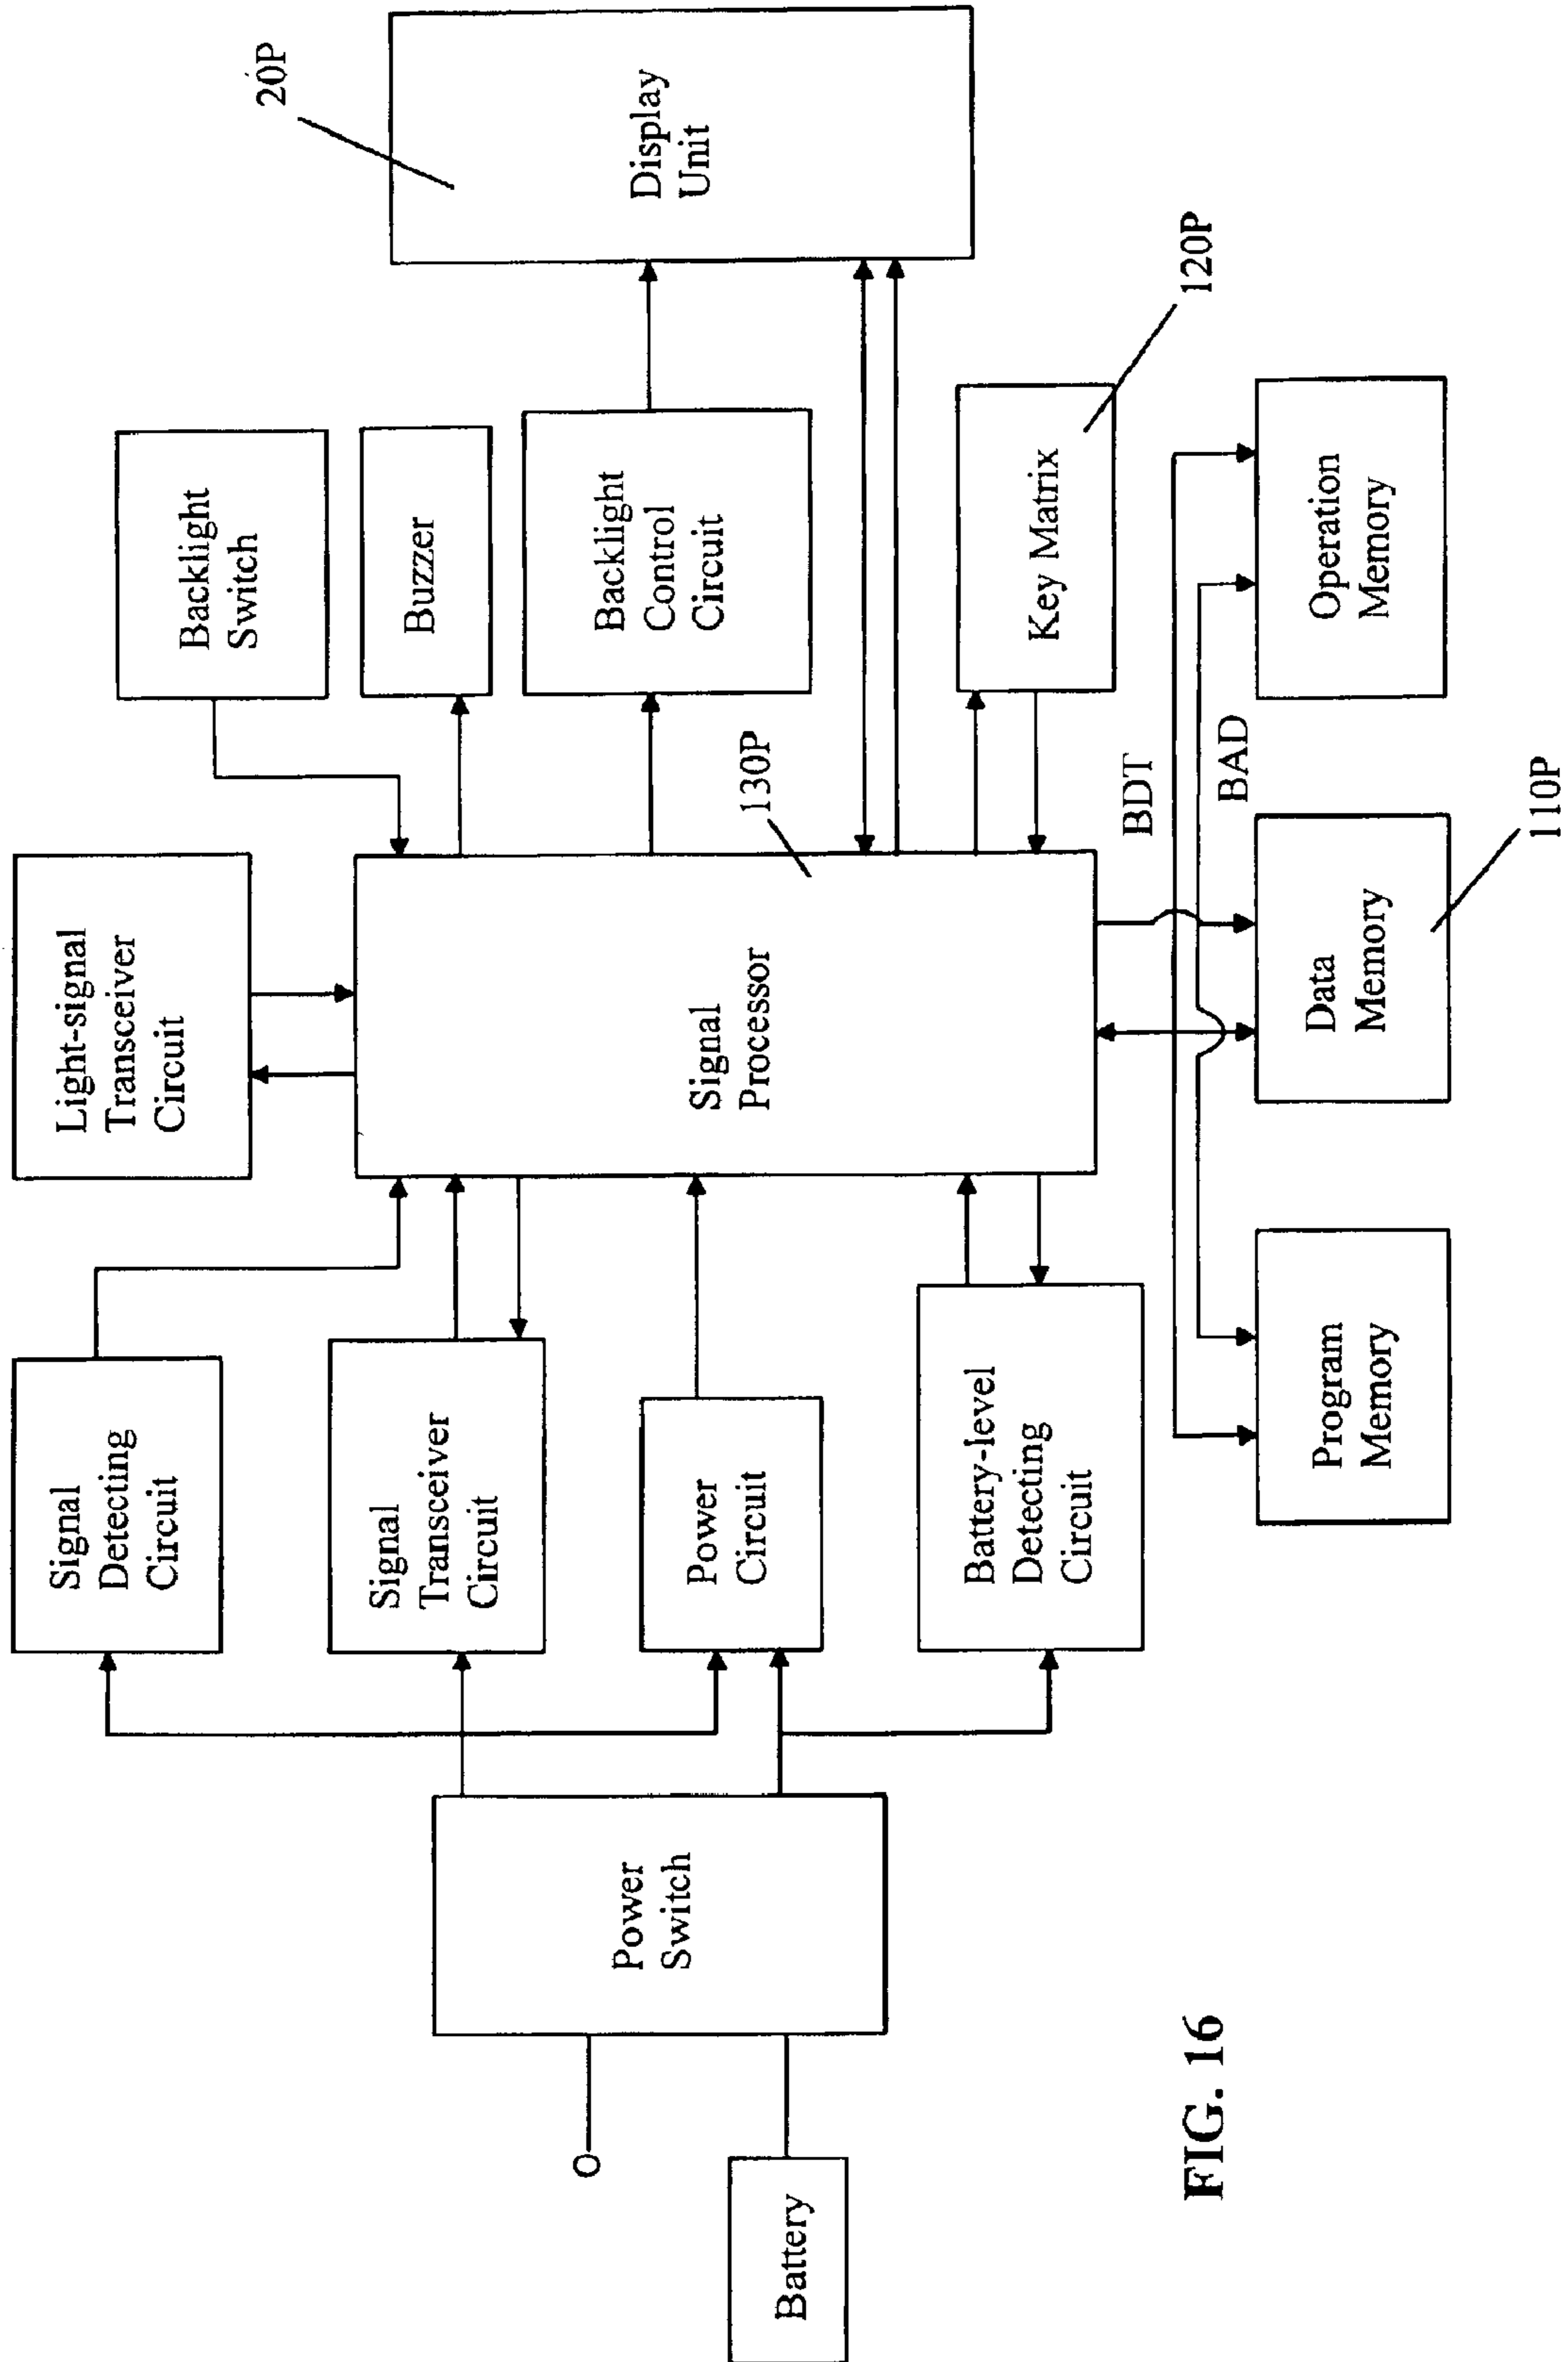 Battery
O
Power
Switch
Signal
Detecting
Circuit
Signal
Transceiver
Circuit
Power
Circuit
Battery-level
Detecting
Circuit
Light-signal
Transceiver
Circuit
Signal
Processor
130P
Backlight
Switch
Buzzer
Backlight
Control
Circuit
Key Matrix
120P
Display
Unit
20P
BDT
BAD
Program
Memory
Data
Memory
110P
Operation
Memory
FIG. 16